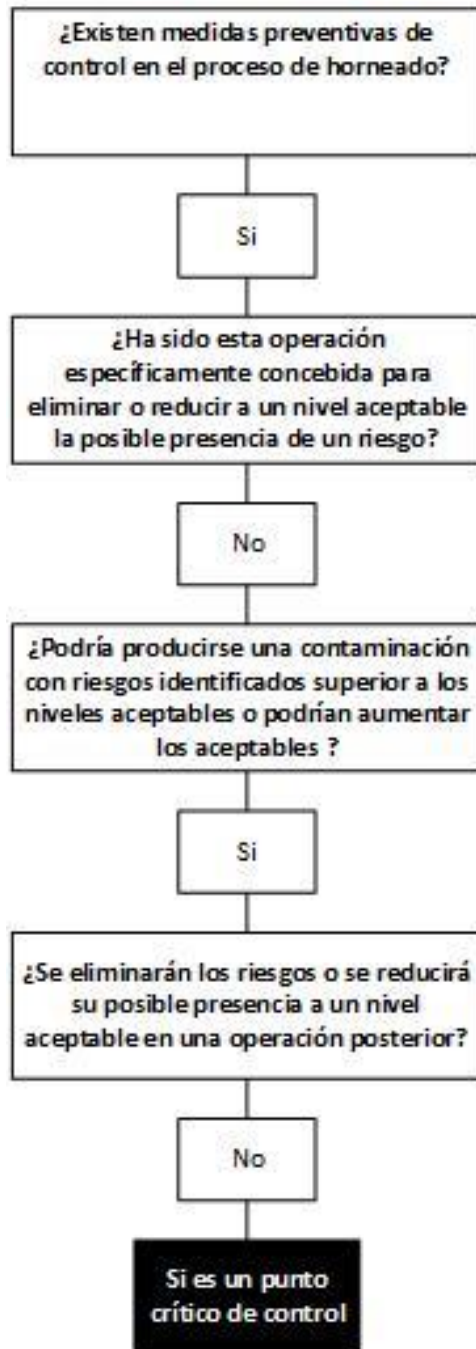 ¿Existen medidas preventivas de
control en el proceso de horneado?
Si
¿Ha sido esta operación
específicamente concebida para
eliminar o reducir a un nivel aceptable
la posible presencia de un riesgo?
No
¿Podría producirse una contaminación
con riesgos identificados superior a los
niveles aceptables o podrían aumentar
los aceptables ?
Si
¿Se eliminarán los riesgos o se reducirá
su posible presencia a un nivel
aceptable en una operación posterior?
No
Si es un punto
crítico de control